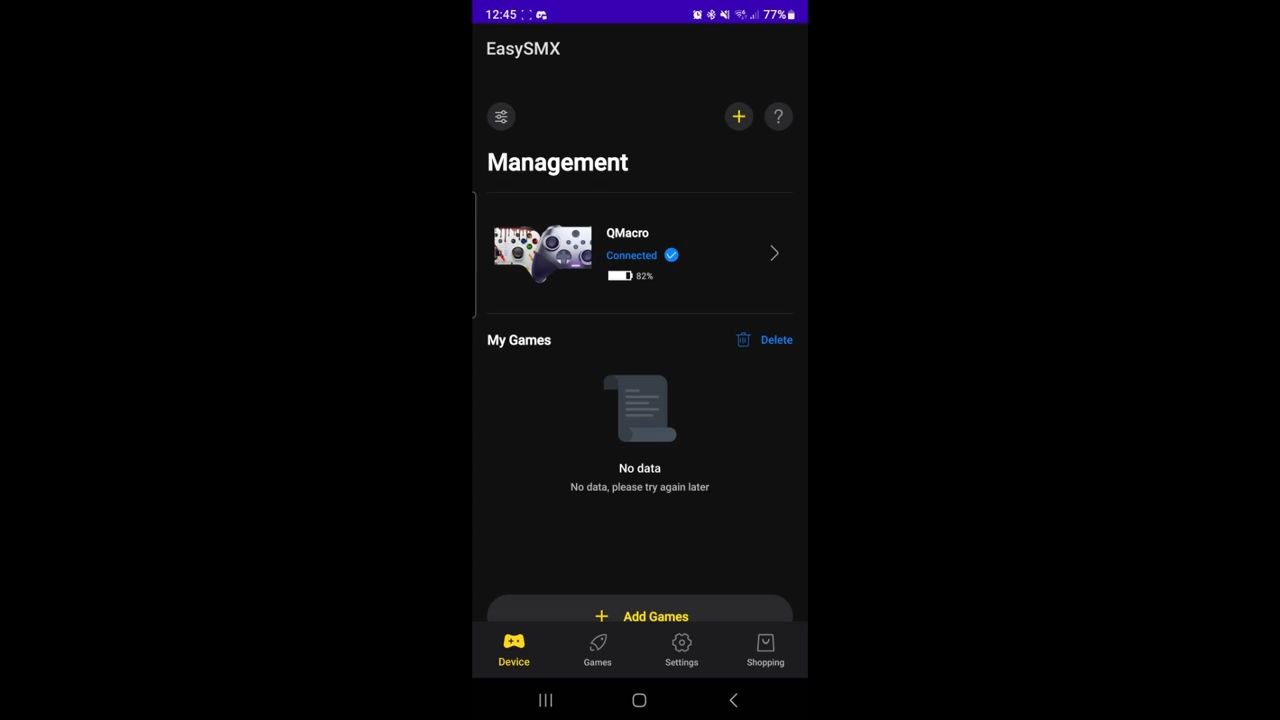 12:45 77%
EasySMX
Management
QMacro
Connected
82%
My Games Delete
No data
No data, please try again later
Add Games
Device Games Settings Shopping